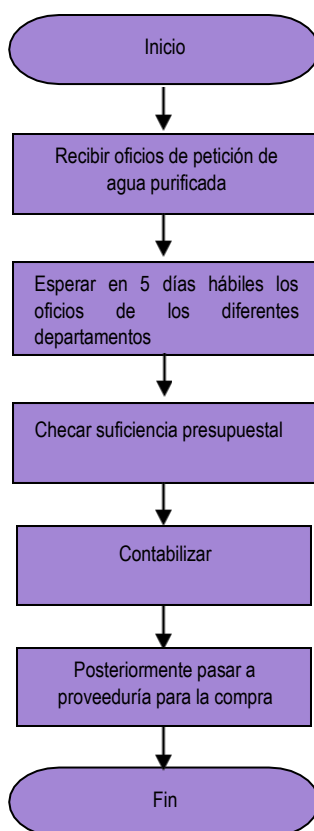 Inicio
Recibir oficios de petición de
agua purificada
Esperar en 5 días hábiles los
oficios de los diferentes
departamentos
Checar suficiencia presupuestal
Contabilizar
Posteriormente pasar a
proveeduría para la compra
Fin